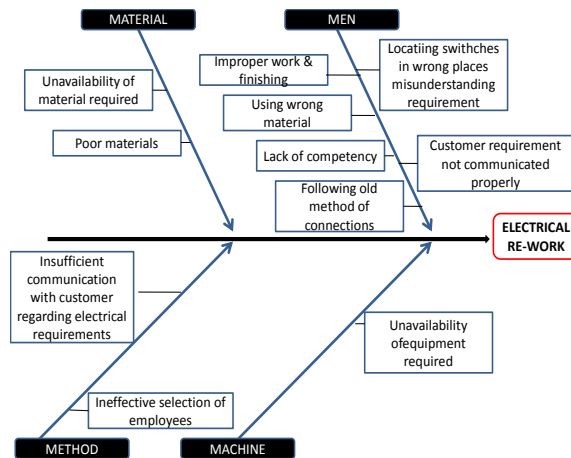 MATERIAL
MEN
Unavailability of
material required
Poor materials
Improper work &
finishing
Locatiing swithches
in wrong places
misunderstanding
requirement
Using wrong
material
Lack of competency
Customer requirement
not communicated
properly
Following old
method of
connections
ELECTRICAL
RE-WORK
Insufficient
communication
with customer
regarding electrical
requirements
Unavailability
ofequipment
required
Ineffective selection of
employees
METHOD
MACHINE